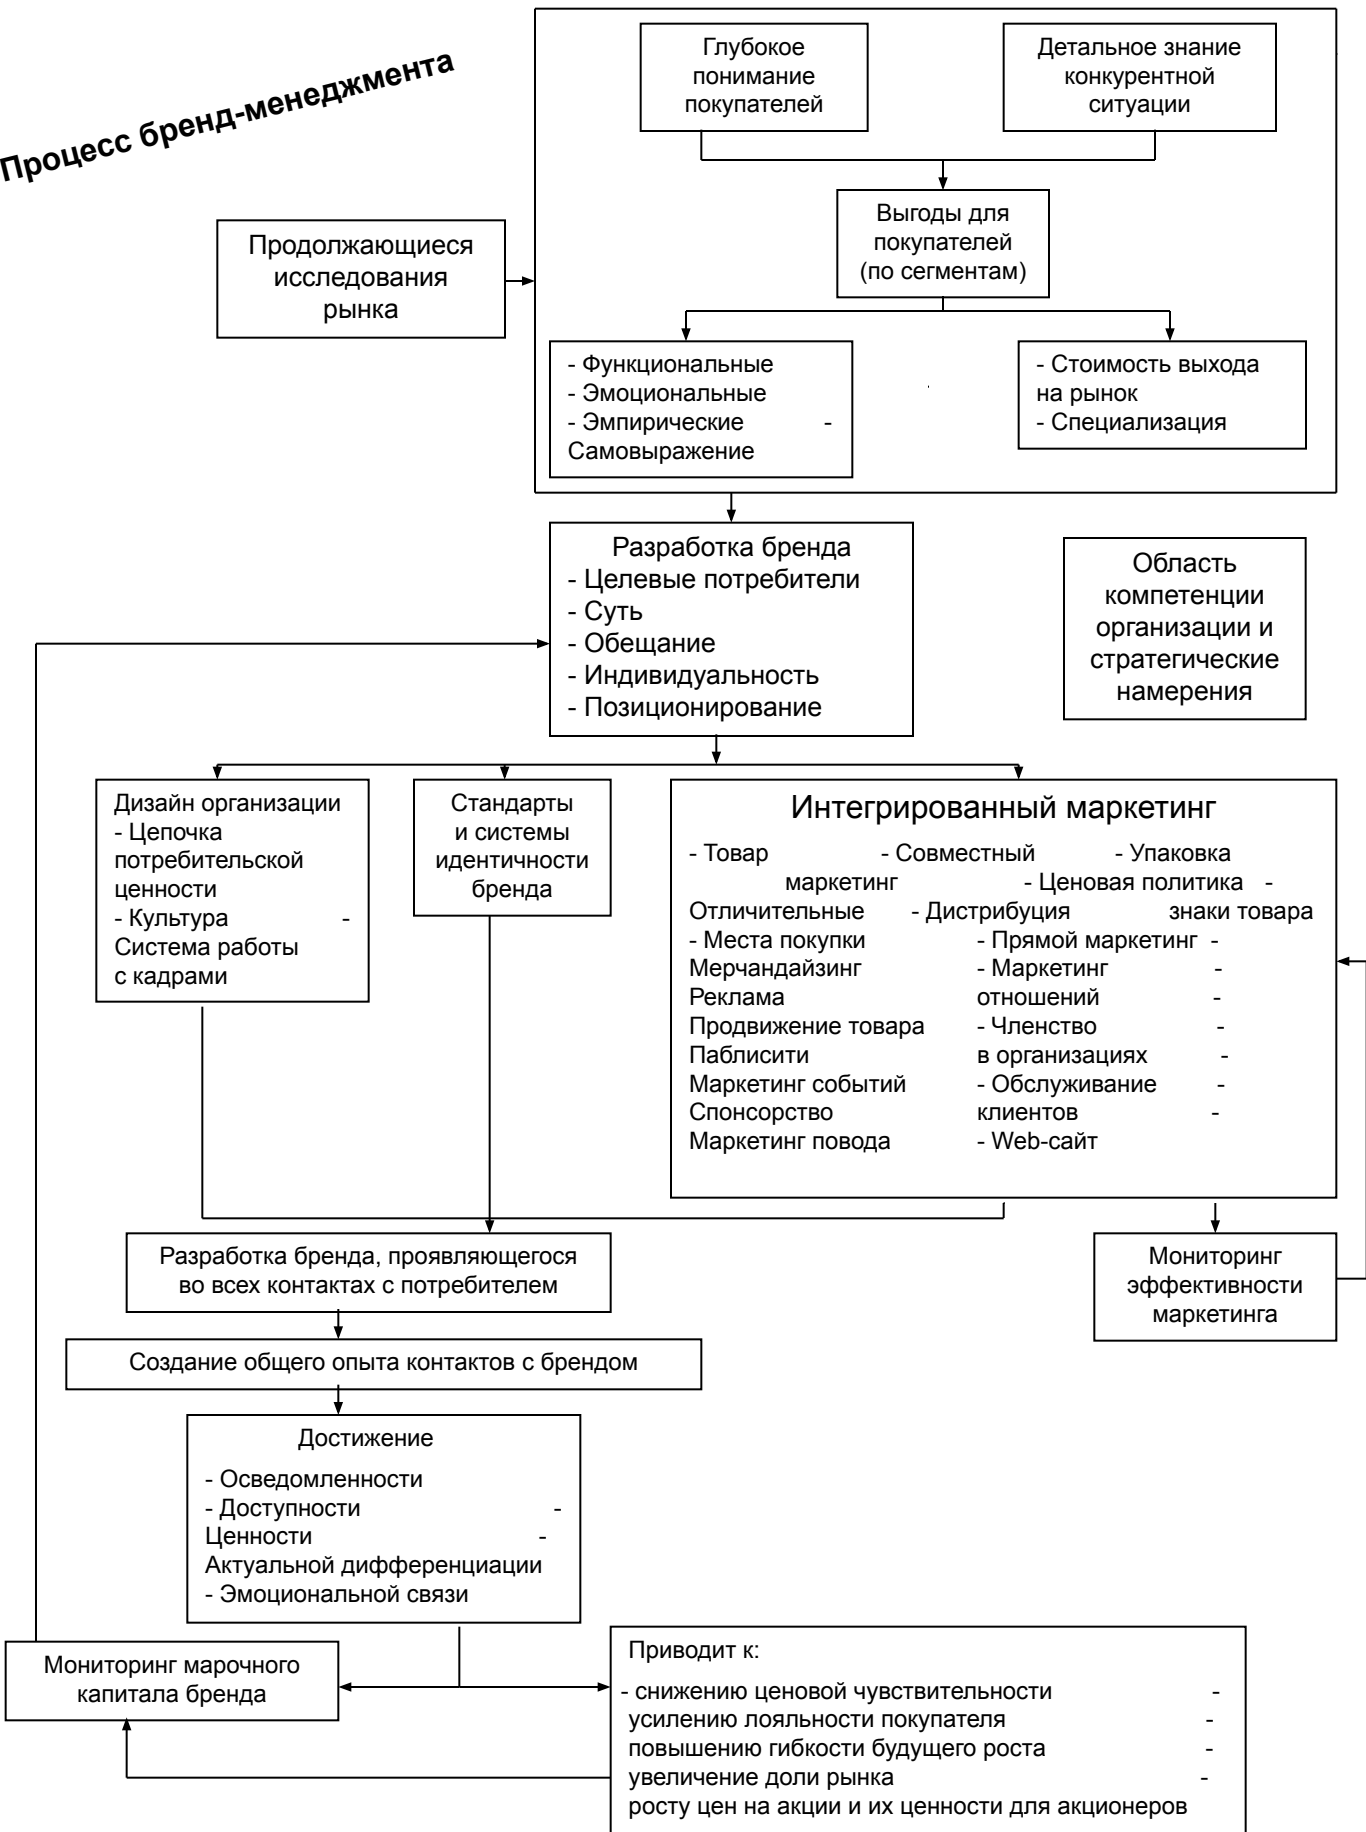 Процесс бренд-менеджмента
Глубокое
понимание
покупателей
Детальное знание
конкурентной
ситуации
Выгоды для
покупателей
(по сегментам)
Продолжающиеся
исследования
рынка
- Функциональные
- Эмоциональные
- Эмпирические -
Самовыражение
- Стоимость выхода
на рынок
- Специализация
Разработка бренда
- Целевые потребители
- Суть
- Обещание
- Индивидуальность
- Позиционирование
Область
компетенции
организации и
стратегические
намерения
Дизайн организации
- Цепочка
потребительской
ценности
- Культура -
Система работы
с кадрами
Стандарты
и системы
идентичности
бренда
Интегрированный маркетинг
- Товар - Совместный - Упаковка
маркетинг - Ценовая политика -
Отличительные - Дистрибуция знаки товара
- Места покупки - Прямой маркетинг -
Мерчандайзинг - Маркетинг -
Реклама отношений -
Продвижение товара - Членство -
Паблисити в организациях -
Маркетинг событий - Обслуживание -
Спонсорство клиентов -
Маркетинг повода - Web-сайт
Разработка бренда, проявляющегося
во всех контактах с потребителем
Мониторинг
эффективности
маркетинга
Создание общего опыта контактов с брендом
Достижение
- Осведомленности
- Доступности -
Ценности -
Актуальной дифференциации
- Эмоциональной связи
Мониторинг марочного
капитала бренда
Приводит к:
- снижению ценовой чувствительности -
усилению лояльности покупателя -
повышению гибкости будущего роста -
увеличение доли рынка -
росту цен на акции и их ценности для акционеров